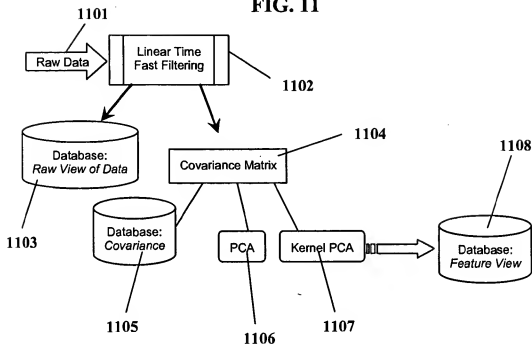 FIG. 11
1101
Raw Data
Linear Time
Fast Filtering
1102
Database:
Raw View of Data
1103
1104
Covariance Matrix
1108
Database:
Covariance
1105
PCA
1106
Kernel PCA
1107
Database:
Feature View